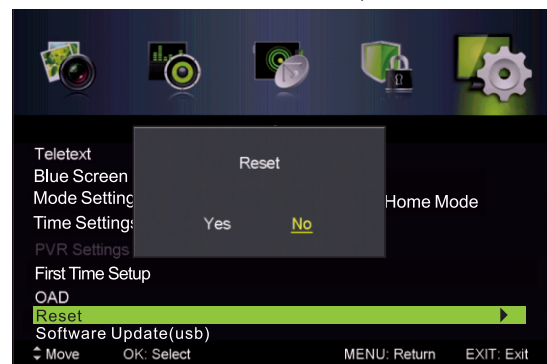 Teletext
Blue Screen
Mode Setting Home Mode
Time Settings
PVR Settings
First Time Setup
OAD
Reset
Software Update(usb)
Reset
Yes No
Move OK: Select MENU: Return EXIT: Exit